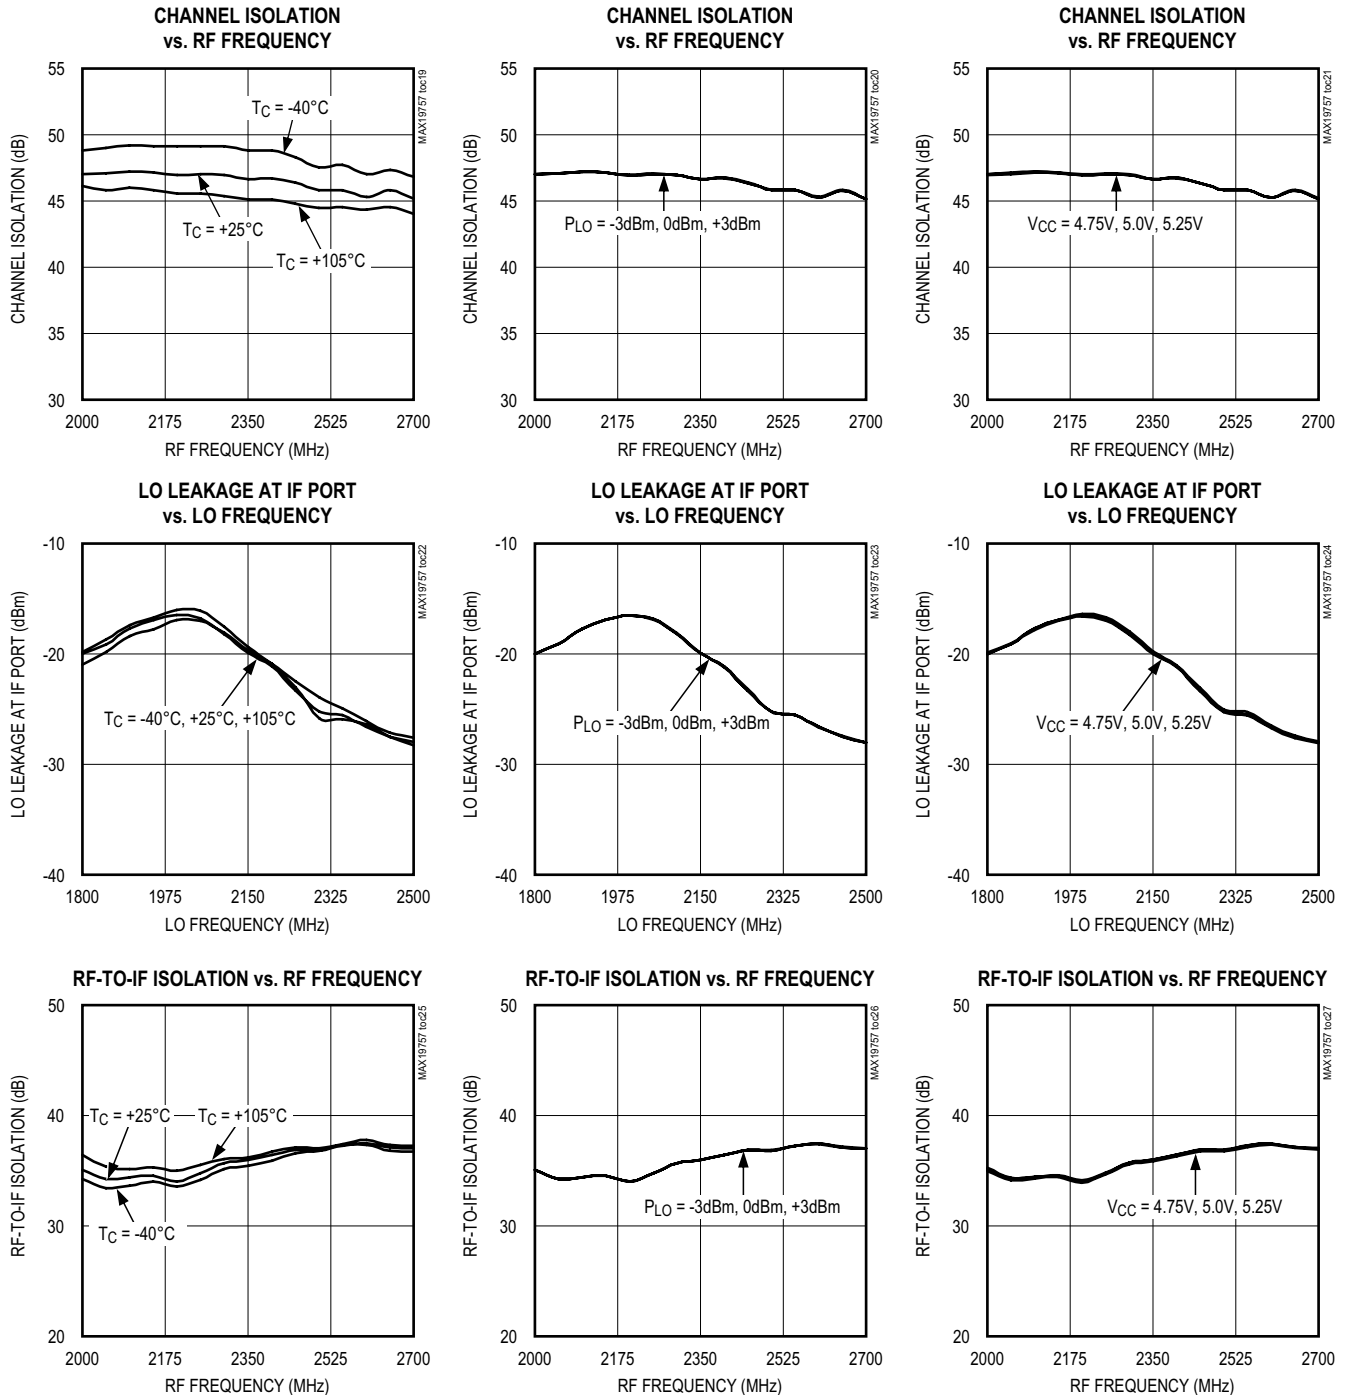 CHANNEL ISOLATION
vs. RF FREQUENCY
55
50
45
40
35
30
CHANNEL ISOLATION (dB)
TC = -40°C
TC = +25°C
TC = +105°C
MAX19757 toc19
2000
2175
2350
2525
2700
RF FREQUENCY (MHz)
CHANNEL ISOLATION
vs. RF FREQUENCY
55
50
45
40
35
30
CHANNEL ISOLATION (dB)
PLO = -3dBm, 0dBm, +3dBm
MAX19757 toc20
2000
2175
2350
2525
2700
RF FREQUENCY (MHz)
CHANNEL ISOLATION
vs. RF FREQUENCY
55
50
45
40
35
30
CHANNEL ISOLATION (dB)
VCC = 4.75V, 5.0V, 5.25V
MAX19757 toc21
2000
2175
2350
2525
2700
RF FREQUENCY (MHz)
LO LEAKAGE AT IF PORT
vs. LO FREQUENCY
-10
-20
-30
-40
LO LEAKAGE AT IF PORT (dBm)
TC = -40°C, +25°C, +105°C
MAX19757 toc22
1800
1975
2150
2325
2500
LO FREQUENCY (MHz)
LO LEAKAGE AT IF PORT
vs. LO FREQUENCY
-10
-20
-30
-40
LO LEAKAGE AT IF PORT (dBm)
PLO = -3dBm, 0dBm, +3dBm
MAX19757 toc23
1800
1975
2150
2325
2500
LO FREQUENCY (MHz)
LO LEAKAGE AT IF PORT
vs. LO FREQUENCY
-10
-20
-30
-40
LO LEAKAGE AT IF PORT (dBm)
VCC = 4.75V, 5.0V, 5.25V
MAX19757 toc24
1800
1975
2150
2325
2500
LO FREQUENCY (MHz)
RF-TO-IF ISOLATION vs. RF FREQUENCY
50
40
30
20
RF-TO-IF ISOLATION (dB)
TC = +25°C
TC = +105°C
TC = -40°C
MAX19757 toc25
2000
2175
2350
2525
2700
RF FREQUENCY (MHz)
RF-TO-IF ISOLATION vs. RF FREQUENCY
50
40
30
20
RF-TO-IF ISOLATION (dB)
PLO = -3dBm, 0dBm, +3dBm
MAX19757 toc26
2000
2175
2350
2525
2700
RF FREQUENCY (MHz)
RF-TO-IF ISOLATION vs. RF FREQUENCY
50
40
30
20
RF-TO-IF ISOLATION (dB)
VCC = 4.75V, 5.0V, 5.25V
MAX19757 toc27
2000
2175
2350
2525
2700
RF FREQUENCY (MHz)